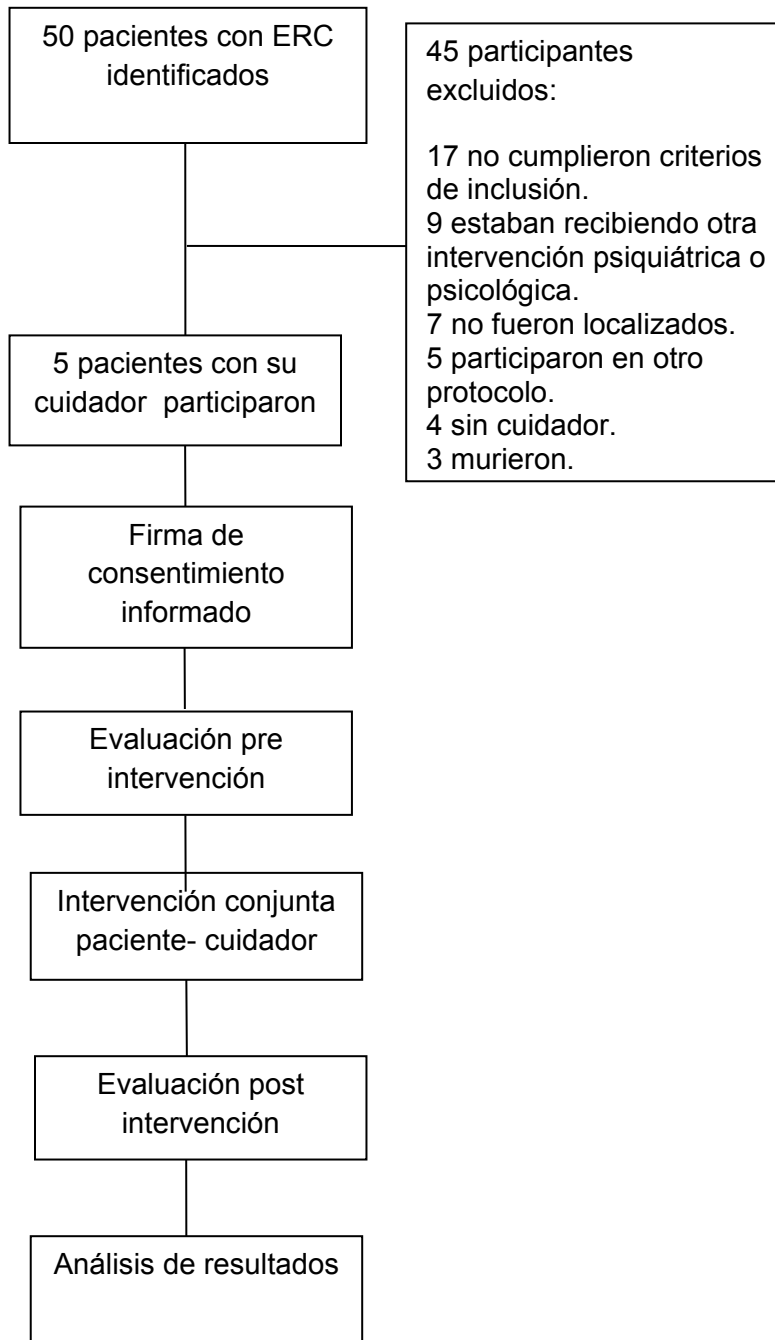 50 pacientes con ERC
identificados
45 participantes
excluidos:
17 no cumplieron criterios
de inclusión.
9 estaban recibiendo otra
intervención psiquiátrica o
psicológica.
7 no fueron localizados.
5 participaron en otro
protocolo.
4 sin cuidador.
3 murieron.
5 pacientes con su
cuidador participaron
Firma de
consentimiento
informado
Evaluación pre
intervención
Intervención conjunta
paciente- cuidador
Evaluación post
intervención
Análisis de resultados